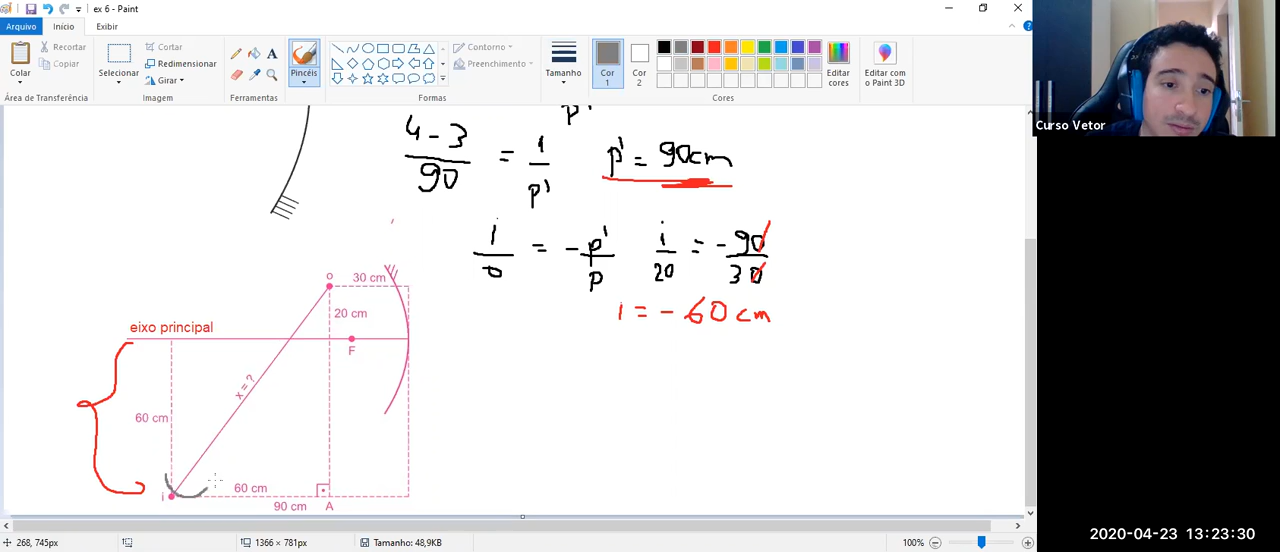 ex 6 - Paint
Arquivo Início Exibir
Colar
Recortar
Copiar
Área de Transferência
Selecionar
Cortar
Redimensionar
Girar
Imagem
Ferramentas
Pincéis
Contorno
Preenchimento
Formas
Tamanho
Cor 1
Cor 2
Cores
Editar cores
Editar com o Paint 3D
Curso Vetor
p'
4 - 3 / 90 = 1 / p' p' = 90cm
i / o = - p' / p i / 20 = - 90 / 30
i = - 60 cm
o 30 cm
20 cm
eixo principal
F
x = ?
60 cm
i 60 cm
90 cm A
268, 745px 1366 × 781px Tamanho: 48,9KB 100%
2020-04-23 13:23:30